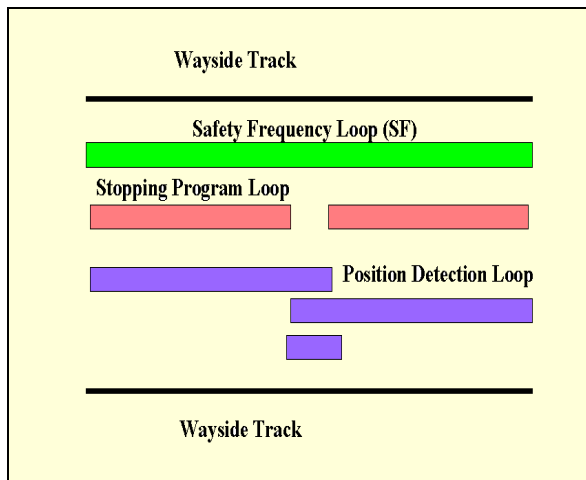 Wayside Track
Safety Frequency Loop (SF)
Stopping Program Loop
Position Detection Loop
Wayside Track